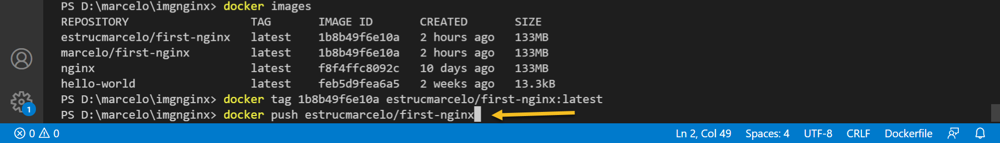 PS D:\marcelo\imgnginx> docker images
REPOSITORY TAG IMAGE ID CREATED SIZE
estrucmarcelo/first-nginx latest 1b8b49f6e10a 2 hours ago 133MB
marcelo/first-nginx latest 1b8b49f6e10a 2 hours ago 133MB
nginx latest f8f4ffc8092c 10 days ago 133MB
hello-world latest feb5d9fea6a5 2 weeks ago 13.3kB
PS D:\marcelo\imgnginx> docker tag 1b8b49f6e10a estrucmarcelo/first-nginx:latest
PS D:\marcelo\imgnginx> docker push estrucmarcelo/first-nginx
1
0 0 Ln 2, Col 49 Spaces: 4 UTF-8 CRLF Dockerfile